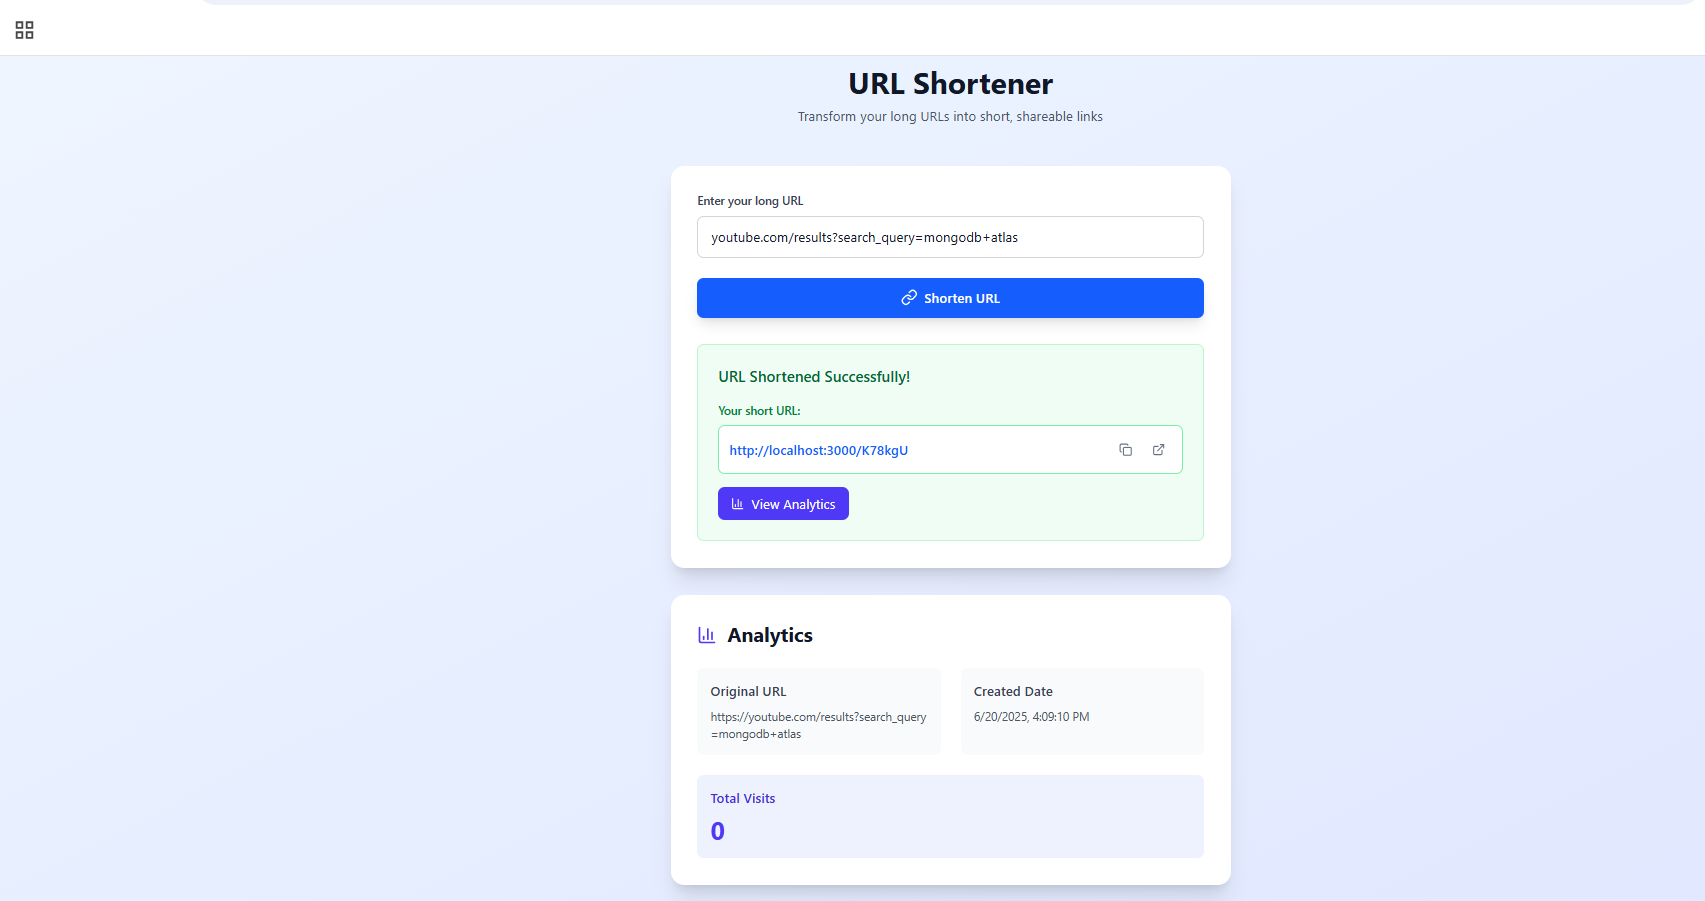 URL Shortener
Transform your long URLs into short, shareable links
Enter your long URL
youtube.com/results?search_query=mongodb+atlas
Shorten URL
URL Shortened Successfully!
Your short URL:
http://localhost:3000/K78kgU
View Analytics
Analytics
Original URL
https://youtube.com/results?search_query
=mongodb+atlas
Created Date
6/20/2025, 4:09:10 PM
Total Visits
0